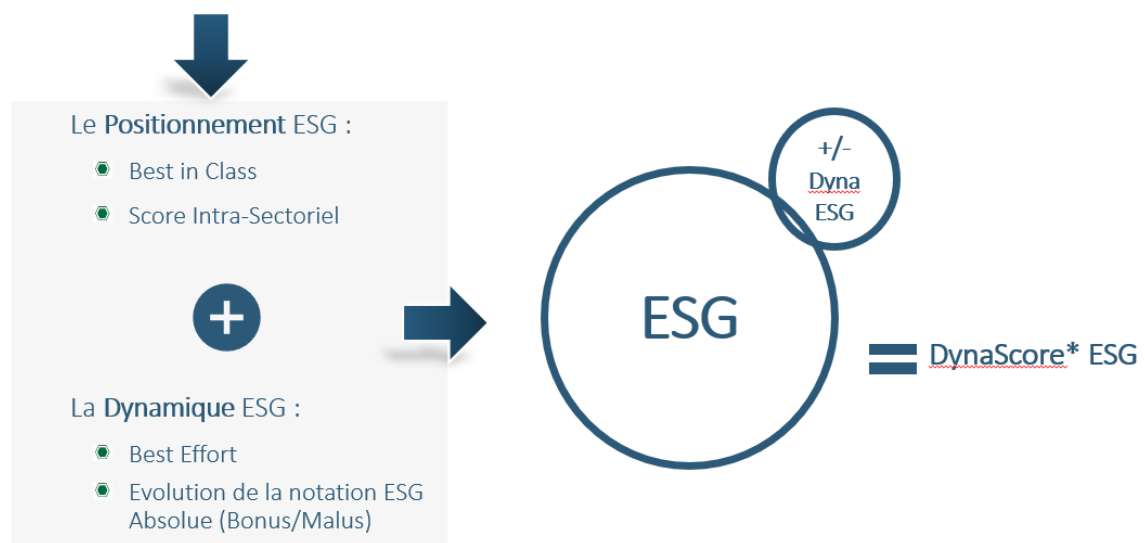 Le Positionnement ESG :
Best in Class
Score Intra-Sectoriel
+
La Dynamique ESG :
Best Effort
Evolution de la notation ESG
Absolue (Bonus/Malus)
+/-
Dyna
ESG
ESG
= DynaScore* ESG